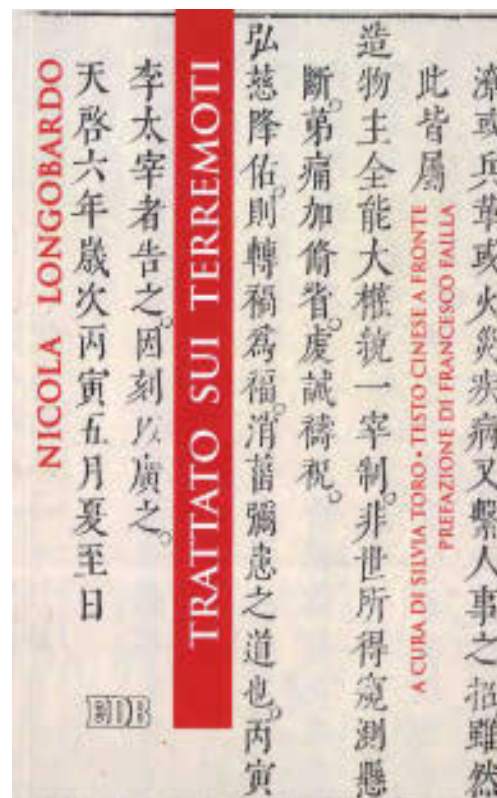 或兵革或火災疾病又繫人事之招雖然
此皆屬
造物主全能大權統一宰制。非世所得窺測懸
斷。第痛加脩省。虔誠禱祝。
弘慈降佑。則轉禍爲福。消菑彌患之道也。丙寅
李太宰者告之。因刻以廣之。
天啓六年歲次丙寅五月夏至日
NICOLA LONGOBARDO
TRATTATO SUI TERREMOTI
A CURA DI SILVIA TORO • TESTO CINESE A FRONTE
PREFAZIONE DI FRANCESCO FAILLA
EDB